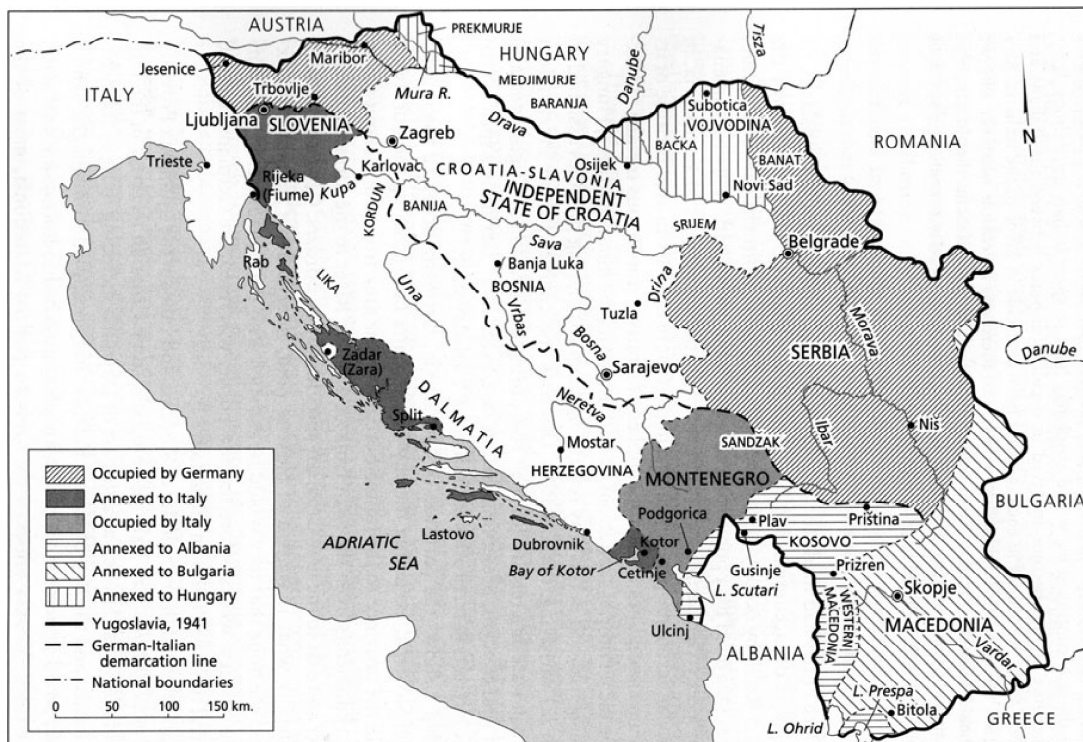 AUSTRIA
PREKMURJE
HUNGARY
Maribor
Jesenice
MEDJIMURJE
Danube
Tisza
ITALY
Trbovlje
Mura R.
BARANJA
Subotica
Ljubljana
SLOVENIA
Drava
VOJVODINA
ROMANIA
Zagreb
BAČKA
N
Trieste
Karlovac
CROATIA-SLAVONIA
Osijek
BANAT
Rijeka
(Fiume)
Kupa
INDEPENDENT
STATE OF CROATIA
Novi Sad
KORDUN
BANIJA
SRIJEM
Sava
Belgrade
Rab
Banja Luka
LIKA
Una
BOSNIA
Drina
Vrbas
Tuzla
Morava
Bosna
Danube
Zadar
(Zara)
Sarajevo
SERBIA
DALMATIA
Neretva
Split
Ibar
Niš
Mostar
SANDZAK
HERZEGOVINA
MONTENEGRO
BULGARIA
Podgorica
Plav
Priština
Lastovo
Kotor
KOSOVO
ADRIATIC
SEA
Dubrovnik
Bay of Kotor
Gusinje
Prizren
Cetinje
L. Scutari
Skopje
WESTERN
MACEDONIA
Ulcinj
MACEDONIA
ALBANIA
Vardar
L. Prespa
Bitola
L. Ohrid
GREECE
Occupied by Germany
Annexed to Italy
Occupied by Italy
Annexed to Albania
Annexed to Bulgaria
Annexed to Hungary
Yugoslavia, 1941
German-Italian
demarcation line
National boundaries
0 50 100 150 km.